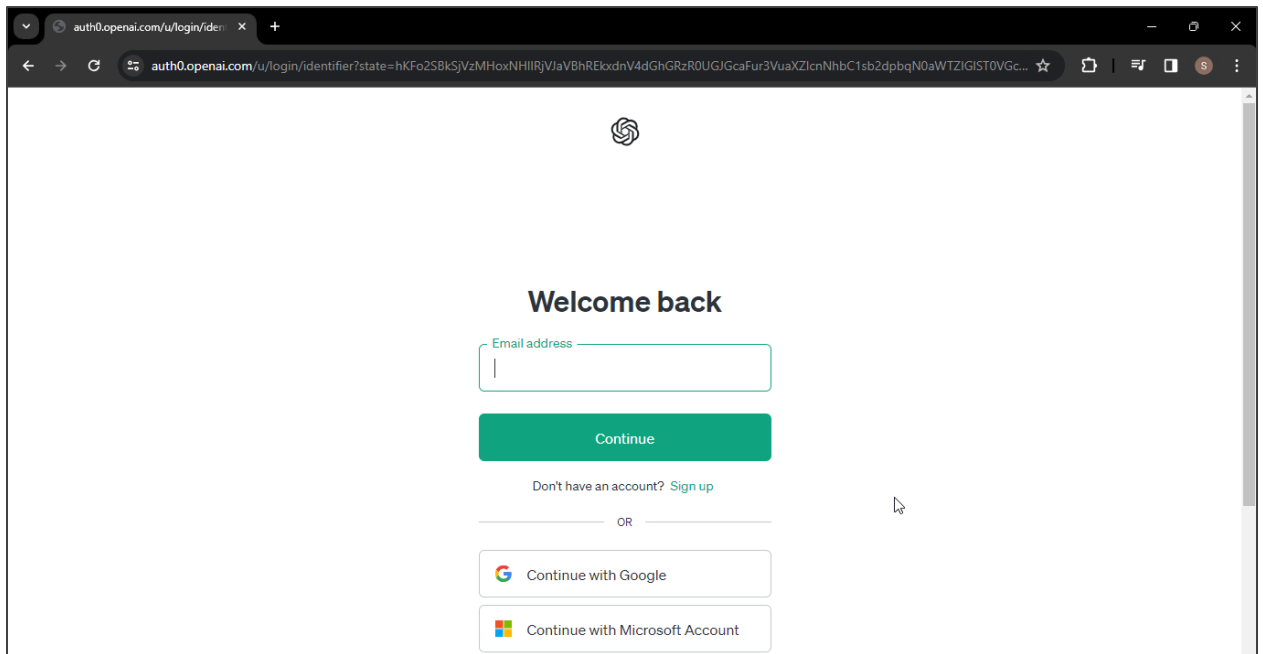 auth0.openai.com/u/login/iden
auth0.openai.com/u/login/identifier?state=hKFo2SBkSjVzMHoxNHlIRjVJaVBhREkxdnV4dGhGRzR0UGJGcaFur3VuaXZlcnNhbC1sb2dpbqN0aWTZIGlST0VGc...
S
Welcome back
Email address
Continue
Don't have an account? Sign up
OR
Continue with Google
Continue with Microsoft Account